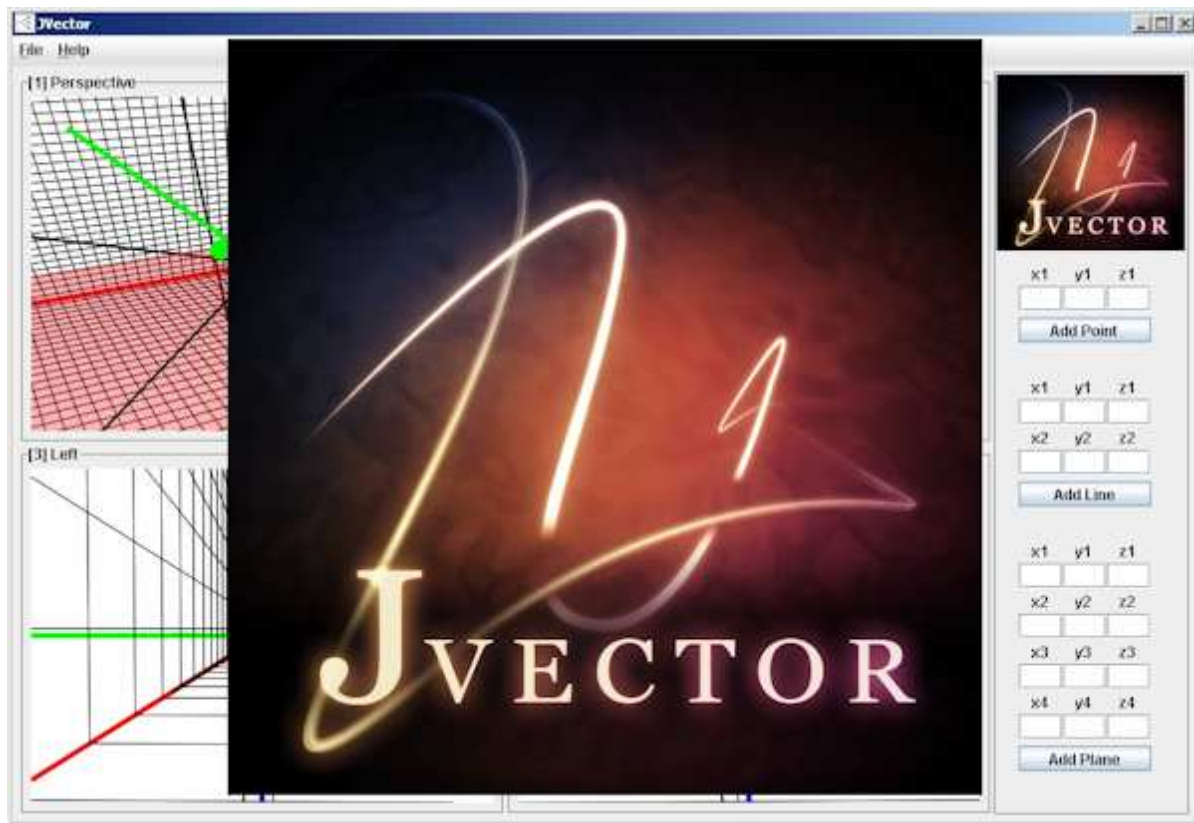 JVector
File Help
[1] Perspective
[3] Left
JVECTOR
JVECTOR
x1 y1 z1
Add Point
x1 y1 z1
x2 y2 z2
Add Line
x1 y1 z1
x2 y2 z2
x3 y3 z3
x4 y4 z4
Add Plane